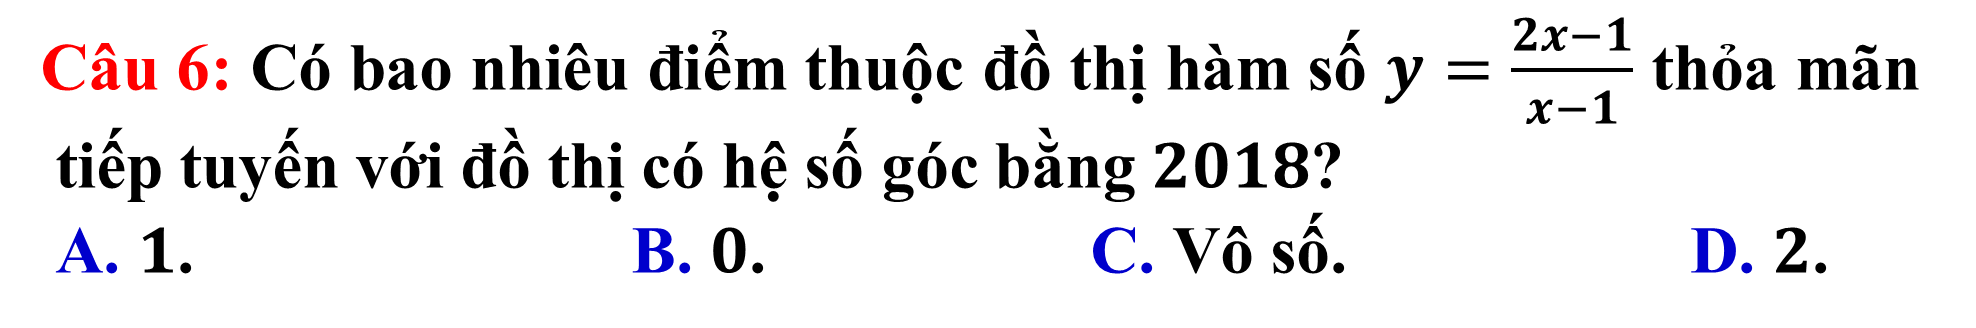 Câu 6: Có bao nhiêu điểm thuộc đồ thị hàm số y = \frac{2x−1}{x−1} thỏa mãn
tiếp tuyến với đồ thị có hệ số góc bằng 2018?
A. 1. B. 0. C. Vô số. D. 2.